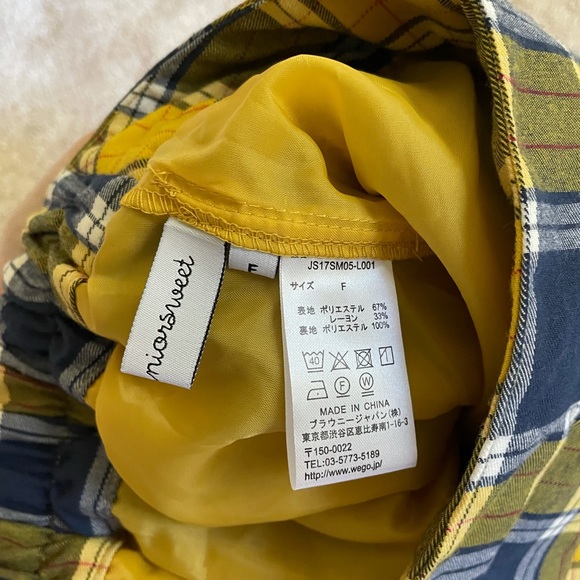 niorsweet
F
JS17SM05-L001
サイズ F
表地 ポリエステル 67%
レーヨン 33%
裏地 ポリエステル 100%
40
F W
MADE IN CHINA
ブラウニージャパン(株)
東京都渋谷区恵比寿南1-16-3
〒150-0022
TEL:03-5773-5189
http://www.wego.jp/